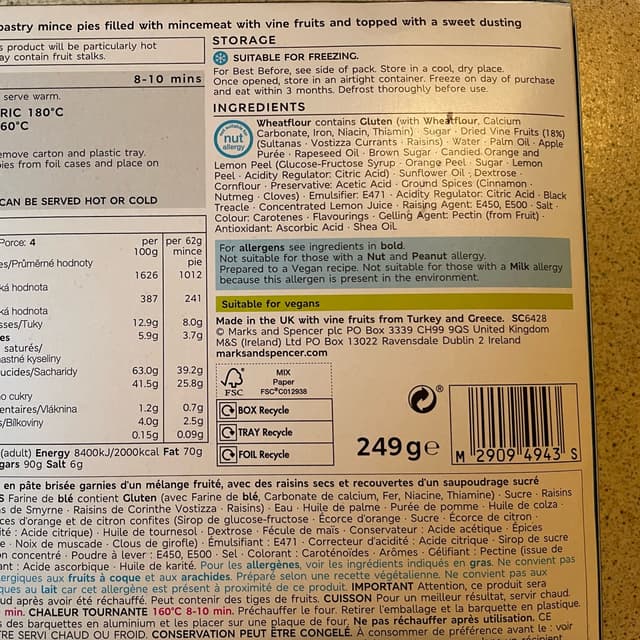 pastry mince pies filled with mincemeat with vine fruits and topped with a sweet dusting
s product will be particularly hot
ay contain fruit stalks.
8-10 mins
serve warm.
RIC 180°C
60°C
emove carton and plastic tray.
pies from foil cases and place on
CAN BE SERVED HOT OR COLD
STORAGE
SUITABLE FOR FREEZING.
For Best Before, see side of pack. Store in a cool, dry place.
Once opened, store in an airtight container. Freeze on day of purchase
and eat within 3 months. Defrost thoroughly before use.
INGREDIENTS
nut
allergy
Wheatflour contains Gluten (with Wheatflour, Calcium
Carbonate, Iron, Niacin, Thiamin) · Sugar · Dried Vine Fruits (18%)
(Sultanas · Vostizza Currants · Raisins) · Water · Palm Oil · Apple
Purée · Rapeseed Oil · Brown Sugar · Candied Orange and
Lemon Peel (Glucose-Fructose Syrup · Orange Peel · Sugar · Lemon
Peel · Acidity Regulator: Citric Acid) · Sunflower Oil · Dextrose ·
Cornflour · Preservative: Acetic Acid · Ground Spices (Cinnamon ·
Nutmeg · Cloves) · Emulsifier: E471 · Acidity Regulator: Citric Acid · Black
Treacle · Concentrated Lemon Juice · Raising Agent: E450, E500 · Salt ·
Colour: Carotenes · Flavourings · Gelling Agent: Pectin (from Fruit) ·
Antioxidant: Ascorbic Acid · Shea Oil.
For allergens see ingredients in bold.
Not suitable for those with a Nut and Peanut allergy.
Prepared to a Vegan recipe. Not suitable for those with a Milk allergy
because this allergen is present in the environment.
Suitable for vegans
Made in the UK with vine fruits from Turkey and Greece. SC6428
© Marks and Spencer plc PO Box 3339 CH99 9QS United Kingdom
M&S (Ireland) Ltd PO Box 13022 Ravensdale Dublin 2 Ireland
marksandspencer.com
Porce: 4
per 100g
per 62g mince pie
es/Průměrné hodnoty
1626 1012
ká hodnota
387 241
ká hodnota
sses/Tuky 12.9g 8.0g
es 5.9g 3.7g
saturés/
astné kyseliny
ucides/Sacharidy 63.0g 39.2g
41.5g 25.8g
o cukry
entaires/Vláknina 1.2g 0.7g
s/Bílkoviny 4.0g 2.5g
0.15g 0.09g
(adult) Energy 8400kJ/2000kcal Fat 70g
gars 90g Salt 6g
FSC
MIX
Paper
FSC® C012938
BOX Recycle
TRAY Recycle
FOIL Recycle
249g e
M 2909 4943 S
en pâte brisée garnies d'un mélange fruité, avec des raisins secs et recouvertes d'un saupoudrage sucré
S Farine de blé contient Gluten (avec Farine de blé, Carbonate de calcium, Fer, Niacine, Thiamine) · Sucre · Raisins
s de Smyrne · Raisins de Corinthe Vostizza · Raisins) · Eau · Huile de palme · Purée de pomme · Huile de colza ·
ces d'orange et de citron confites (Sirop de glucose-fructose · Écorce d'orange · Sucre · Écorce de citron ·
ité : Acide citrique) · Huile de tournesol · Dextrose · Fécule de maïs · Conservateur : Acide acétique · Épices
e · Noix de muscade · Clous de girofle) · Émulsifiant : E471 · Correcteur d'acidité : Acide citrique · Sirop de sucre
n concentré · Poudre à lever : E450, E500 · Sel · Colorant : Caroténoïdes · Arômes · Gélifiant : Pectine (issue de
ant : Acide ascorbique · Huile de karité. Pour les allergènes, voir les ingrédients indiqués en gras. Ne convient pas
ergiques aux fruits à coque et aux arachides. Préparé selon une recette végétalienne. Ne convient pas aux
ques au lait car cet allergène est présent à proximité de ce produit. IMPORTANT Attention, ce produit sera
ud après avoir été réchauffé. Peut contenir des tiges de fruits. CUISSON Pour un meilleur résultat, servir chaud.
min. CHALEUR TOURNANTE 160°C 8-10 min. Préchauffer le four. Retirer l'emballage et la barquette en plastique.
s des barquettes en aluminium et les placer sur une plaque de four. Ne pas réchauffer après utilisation. CE
RE SERVI CHAUD OU FROID. CONSERVATION PEUT ÊTRE CONGELÉ. À consommer de préférence avant le : voir